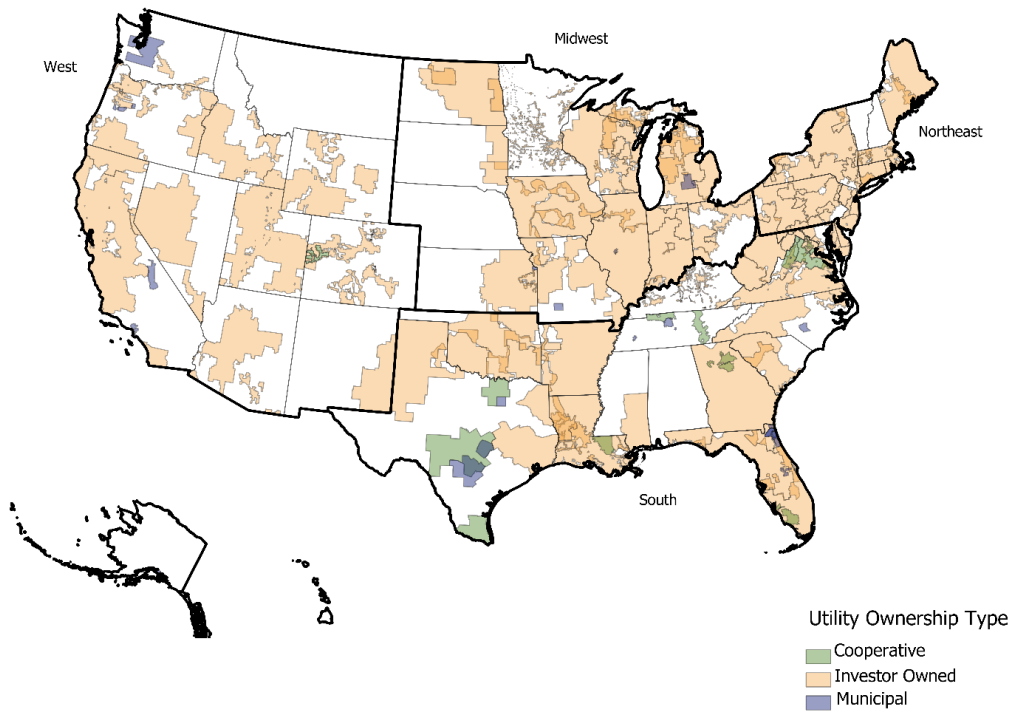 Midwest
West
Northeast
South
Utility Ownership Type
Cooperative
Investor Owned
Municipal